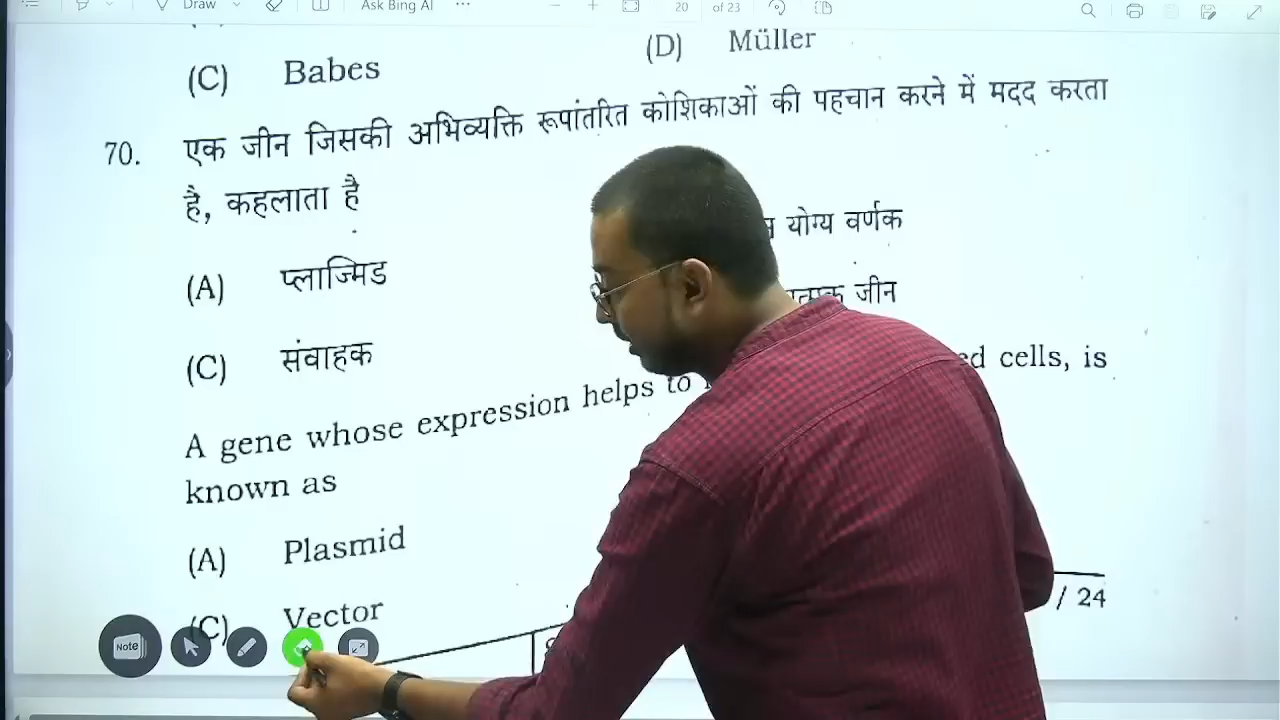 Draw
Ask Bing AI
20 of 23
(C) Babes
(D) Müller
70. एक जीन जिसकी अभिव्यक्ति रूपांतरित कोशिकाओं की पहचान करने में मदद करता
है, कहलाता है
(A) प्लाज्मिड
योग्य वर्णक
(C) संवाहक
जीन
A gene whose expression helps to
cells, is
known as
(A) Plasmid
(C) Vector
/ 24
Note